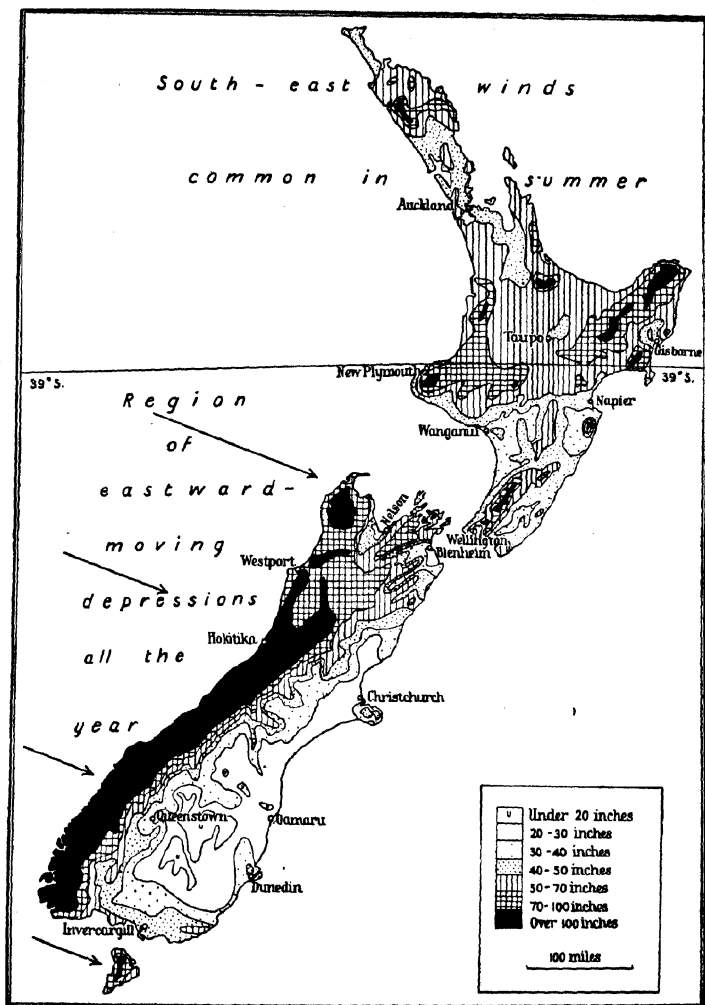 South-east winds
common in summer
Auckland
Taupo
Gisborne
New Plymouth
39° S.
39° S.
Napier
Wanganui
Region
of
eastward-
moving
depressions
all the
year
Nelson
Wellington
Blenheim
Westport
Hokitika
Christchurch
Queenstown
Oamaru
Dunedin
Invercargill
U Under 20 inches
20-30 inches
30-40 inches
40-50 inches
50-70 inches
70-100 inches
Over 100 inches
100 miles